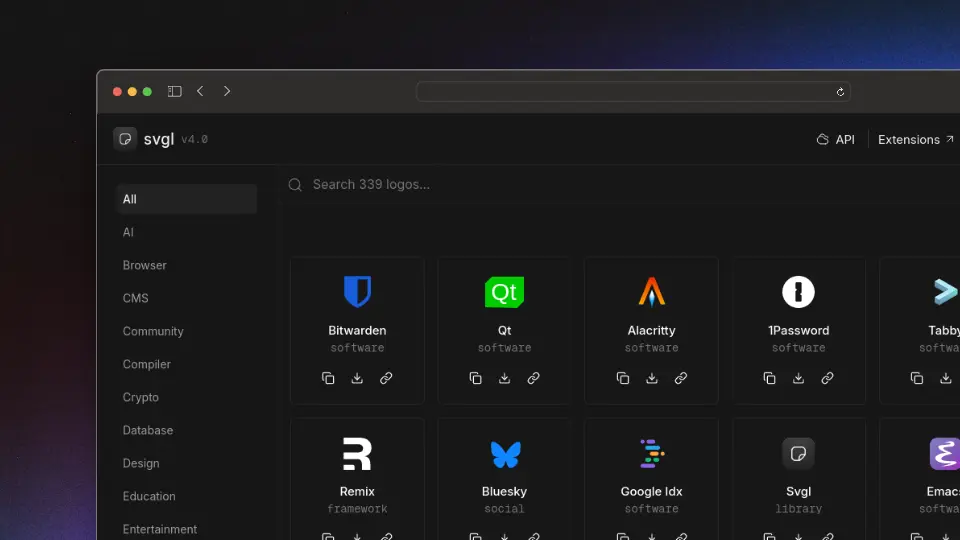 svgl v4.0
API
Extensions
Search 339 logos...
All
AI
Browser
CMS
Community
Compiler
Crypto
Database
Design
Education
Entertainment
Qt
Bitwarden
software
Qt
software
Alacritty
software
1Password
software
Tabby
softwa
Remix
framework
Bluesky
social
Google Idx
software
Svgl
library
Emacs
softwa